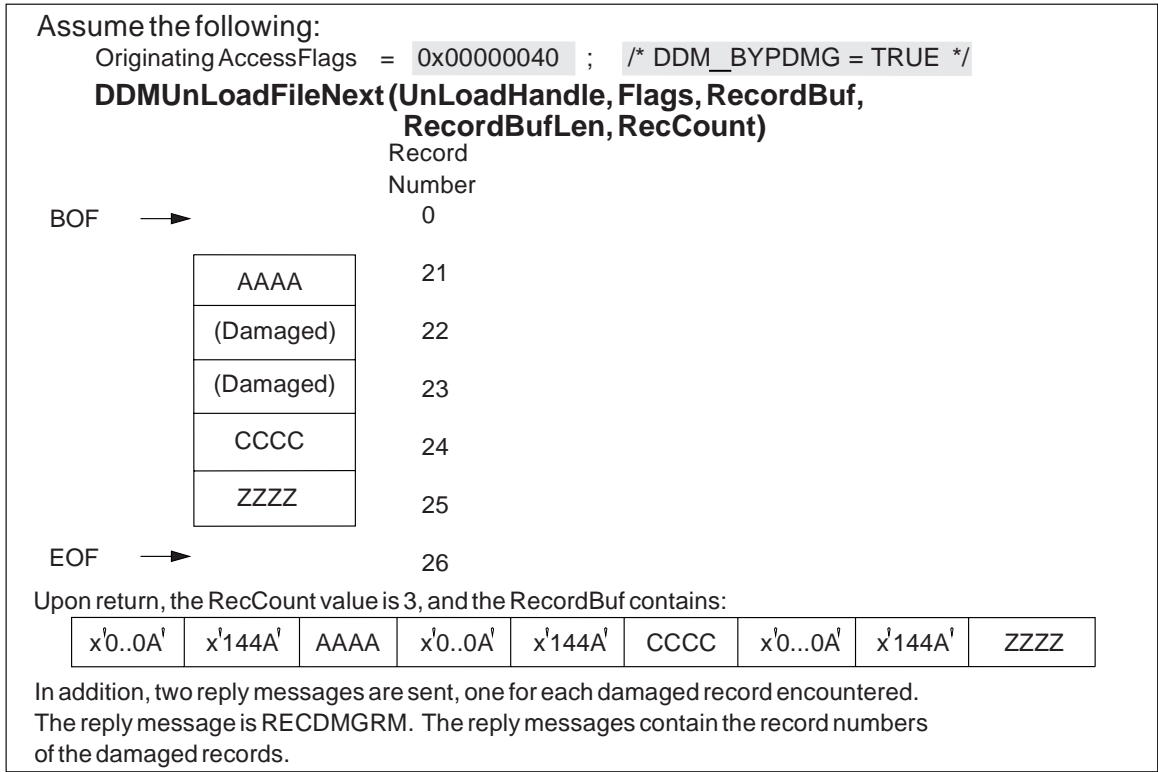 Assume the following:
Originating AccessFlags = 0x00000040 ; /* DDM_BYPDMG = TRUE */
DDMUnLoadFileNext (UnLoadHandle, Flags, RecordBuf,
RecordBufLen, RecCount)
Record
Number
BOF 0
AAAA 21
(Damaged) 22
(Damaged) 23
CCCC 24
ZZZZ 25
EOF 26
Upon return, the RecCount value is 3, and the RecordBuf contains:
x'0..0A' x'144A' AAAA x'0..0A' x'144A' CCCC x'0...0A' x'144A' ZZZZ
In addition, two reply messages are sent, one for each damaged record encountered.
The reply message is RECDMGRM. The reply messages contain the record numbers
of the damaged records.